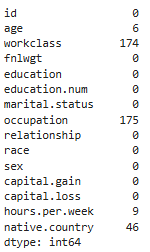 id 0
age 6
workclass 174
fnlwgt 0
education 0
education.num 0
marital.status 0
occupation 175
relationship 0
race 0
sex 0
capital.gain 0
capital.loss 0
hours.per.week 9
native.country 46
dtype: int64